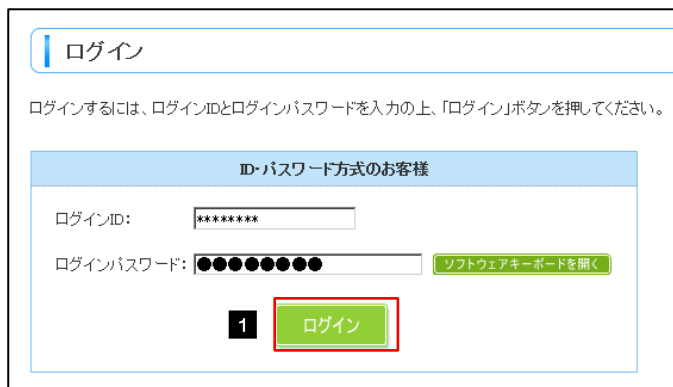 ログイン
ログインするには、ログインIDとログインパスワードを入力の上、「ログイン」ボタンを押してください。
ID・パスワード方式のお客様
ログインID: ********
ログインパスワード: ●●●●●●●● ソフトウェアキーボードを開く
1 ログイン